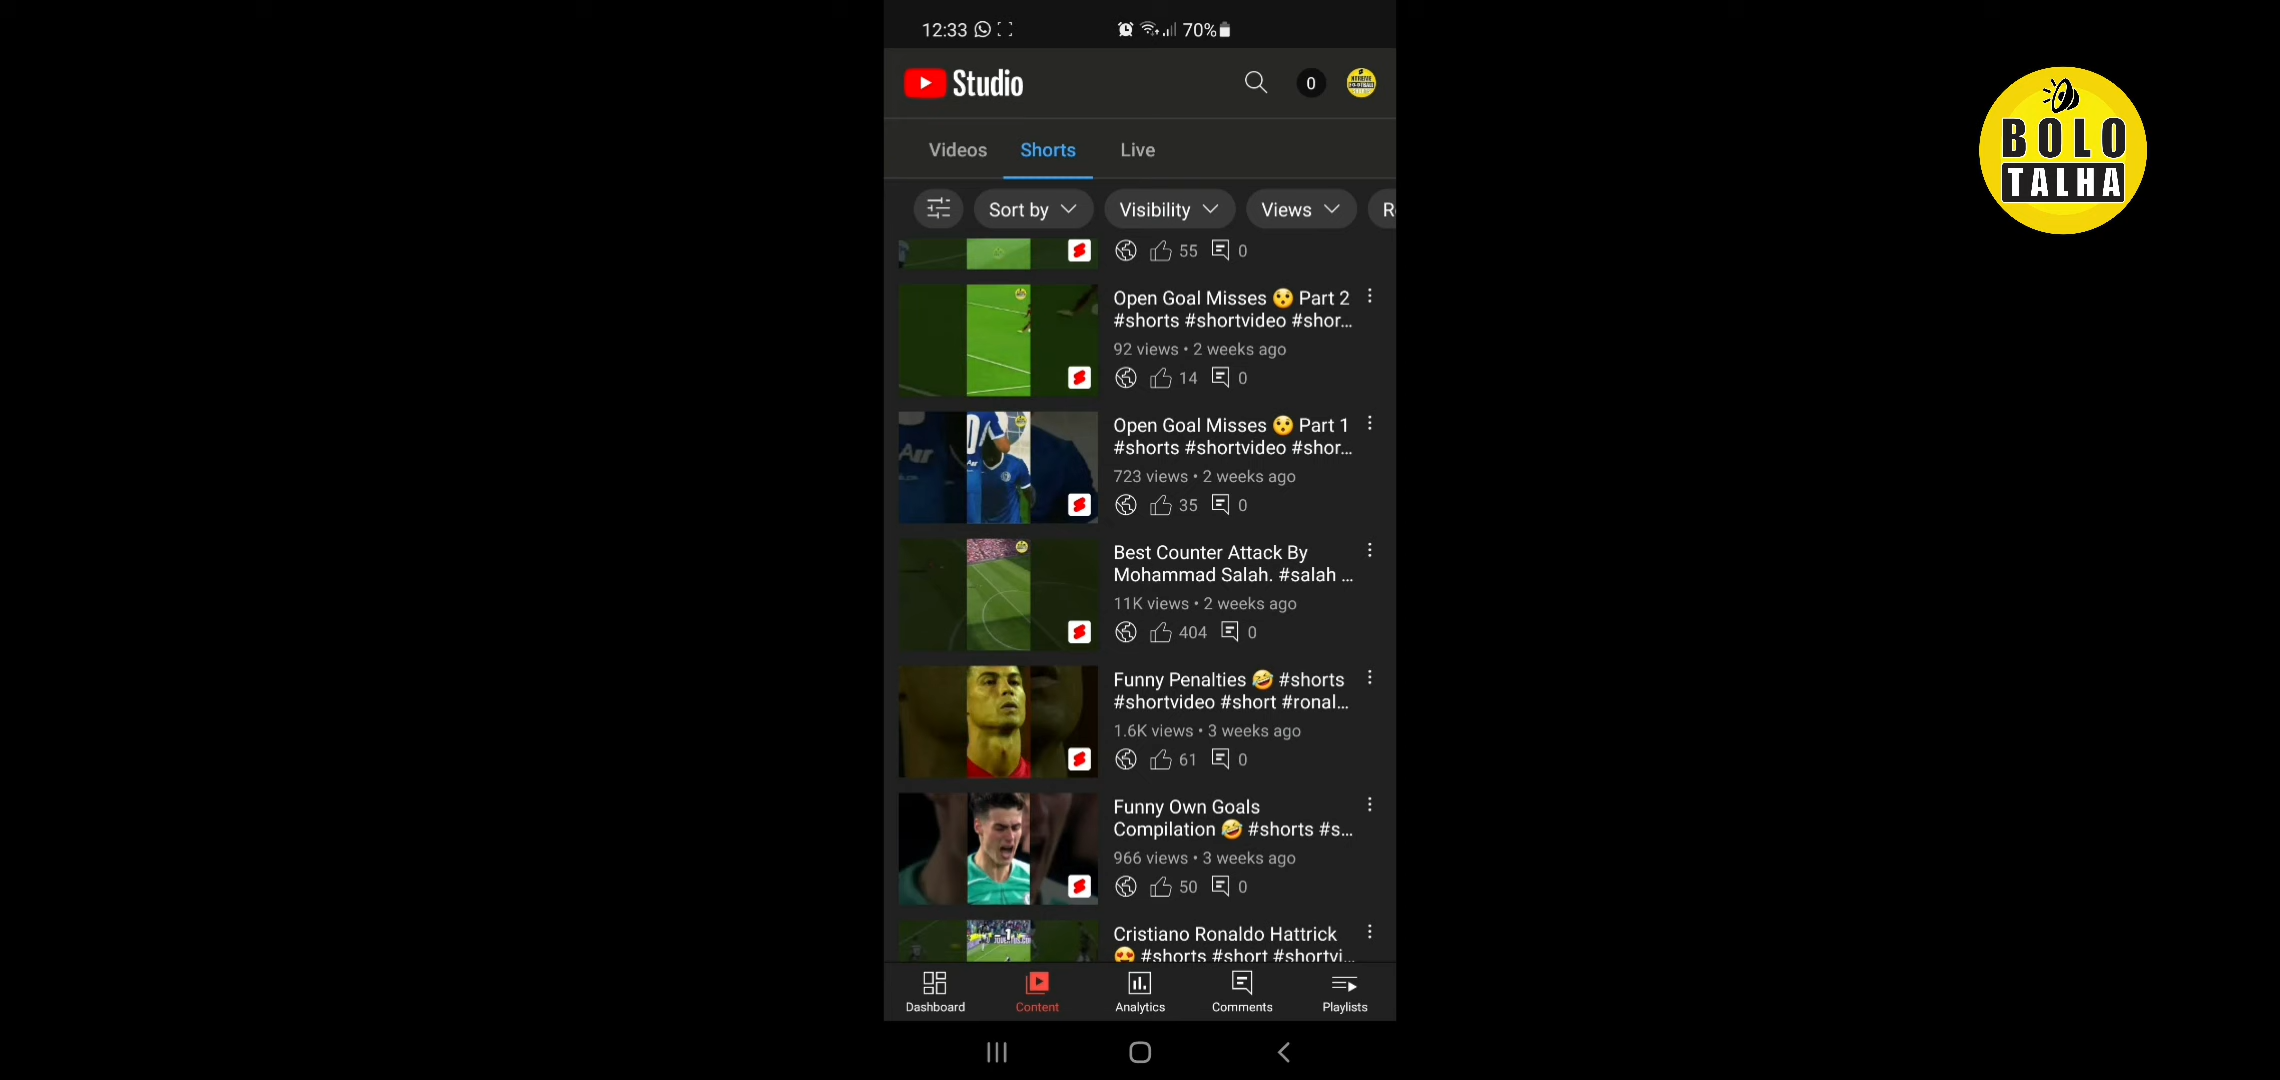 12:33
70%
Studio
0
BOLO
TALHA
Videos Shorts Live
Sort by Visibility Views
55 0
Open Goal Misses 😯 Part 2
#shorts #shortvideo #shor...
92 views • 2 weeks ago
14 0
Open Goal Misses 😯 Part 1
#shorts #shortvideo #shor...
723 views • 2 weeks ago
35 0
Best Counter Attack By
Mohammad Salah. #salah ...
11K views • 2 weeks ago
404 0
Funny Penalties 🤣 #shorts
#shortvideo #short #ronal...
1.6K views • 3 weeks ago
61 0
Funny Own Goals
Compilation 🤣 #shorts #s...
966 views • 3 weeks ago
50 0
Cristiano Ronaldo Hattrick
😍 #shorts #short #shortvi...
Dashboard Content Analytics Comments Playlists